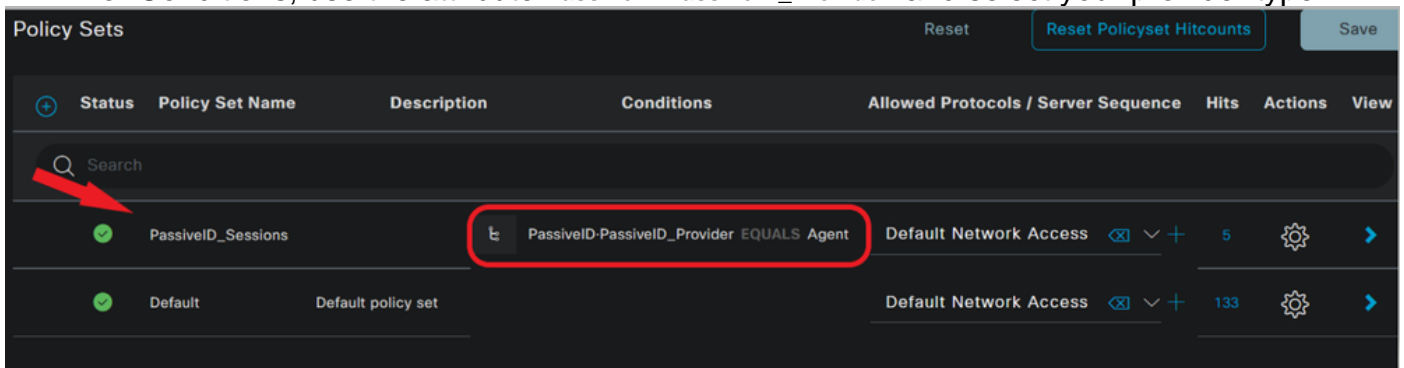 Policy Sets Reset Reset Policyset Hitcounts Save
Status Policy Set Name Description Conditions Allowed Protocols / Server Sequence Hits Actions View
Search
PassiveID_Sessions PassiveID·PassiveID_Provider EQUALS Agent Default Network Access 5
Default Default policy set Default Network Access 133